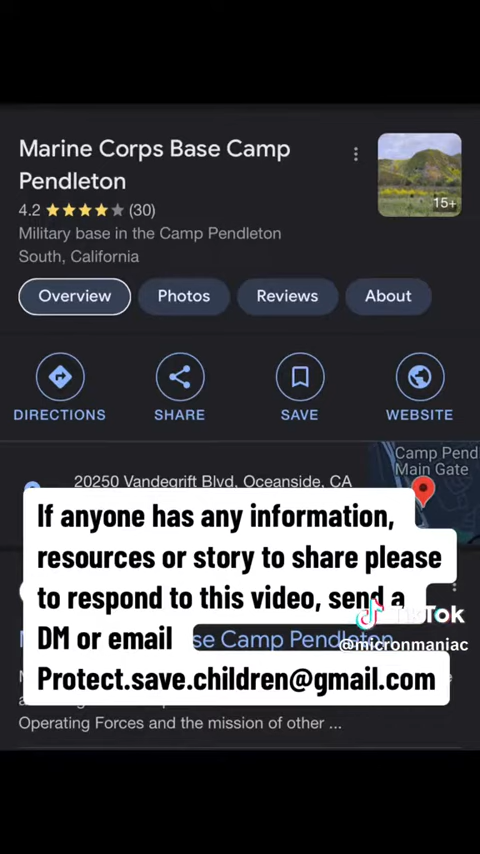 Marine Corps Base Camp
Pendleton
4.2 ★★★★★ (30)
15+
Military base in the Camp Pendleton
South, California
Overview Photos Reviews About
DIRECTIONS SHARE SAVE WEBSITE
Camp Pend
Main Gate
20250 Vandegrift Blvd, Oceanside, CA
If anyone has any information,
resources or story to share please
to respond to this video, send a
DM or email
Protect.save.children@gmail.com
se Camp Pendleton
TikTok
@micronmaniac
Operating Forces and the mission of other ...